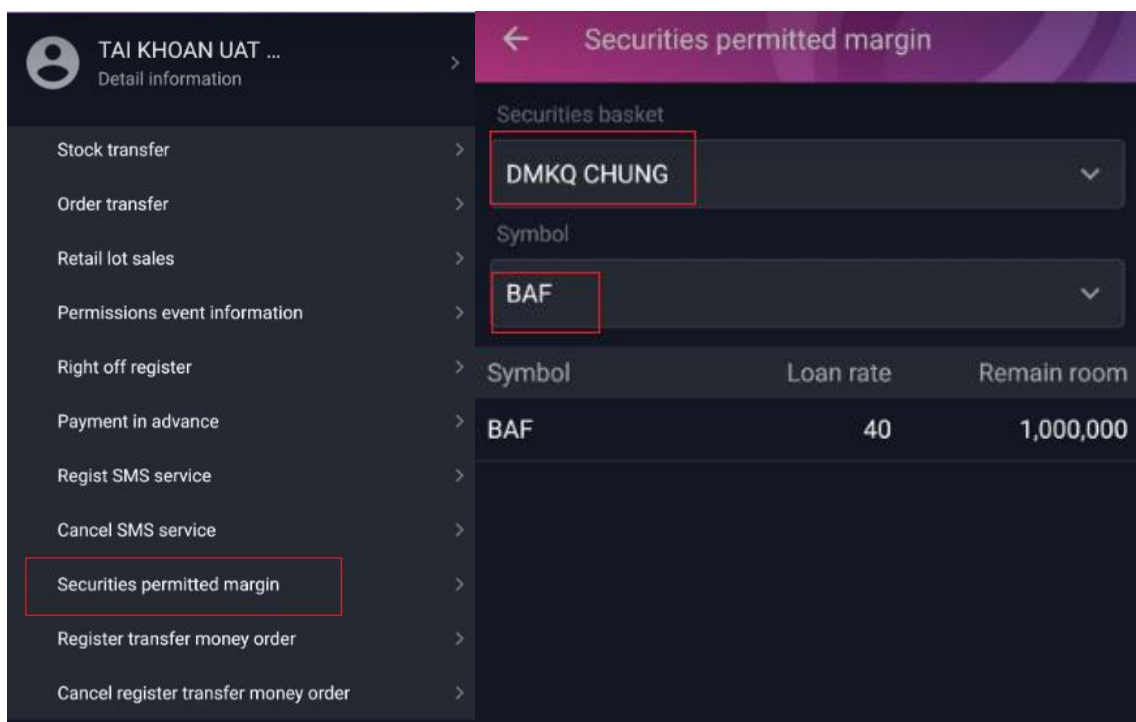 TAI KHOAN UAT ...
Detail information
Stock transfer
Order transfer
Retail lot sales
Permissions event information
Right off register
Payment in advance
Regist SMS service
Cancel SMS service
Securities permitted margin
Register transfer money order
Cancel register transfer money order
Securities permitted margin
Securities basket
DMKQ CHUNG
Symbol
BAF
Symbol Loan rate Remain room
BAF 40 1,000,000